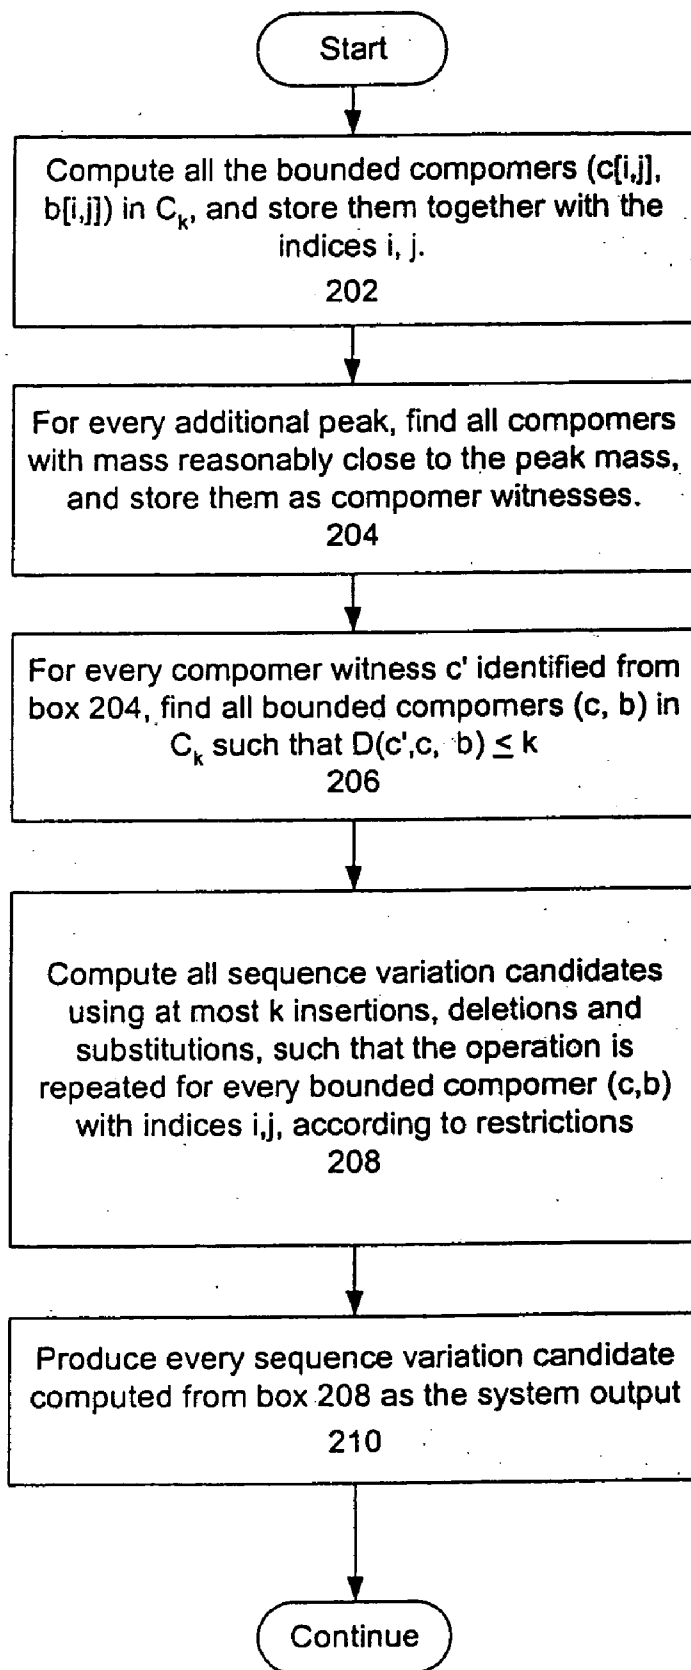 Start
Compute all the bounded compomers (c[i,j],
b[i,j]) in Ck, and store them together with the
indices i, j.
202
For every additional peak, find all compomers
with mass reasonably close to the peak mass,
and store them as compomer witnesses.
204
For every compomer witness c' identified from
box 204, find all bounded compomers (c, b) in
Ck such that D(c',c, b) ≤ k
206
Compute all sequence variation candidates
using at most k insertions, deletions and
substitutions, such that the operation is
repeated for every bounded compomer (c,b)
with indices i,j, according to restrictions
208
Produce every sequence variation candidate
computed from box 208 as the system output
210
Continue